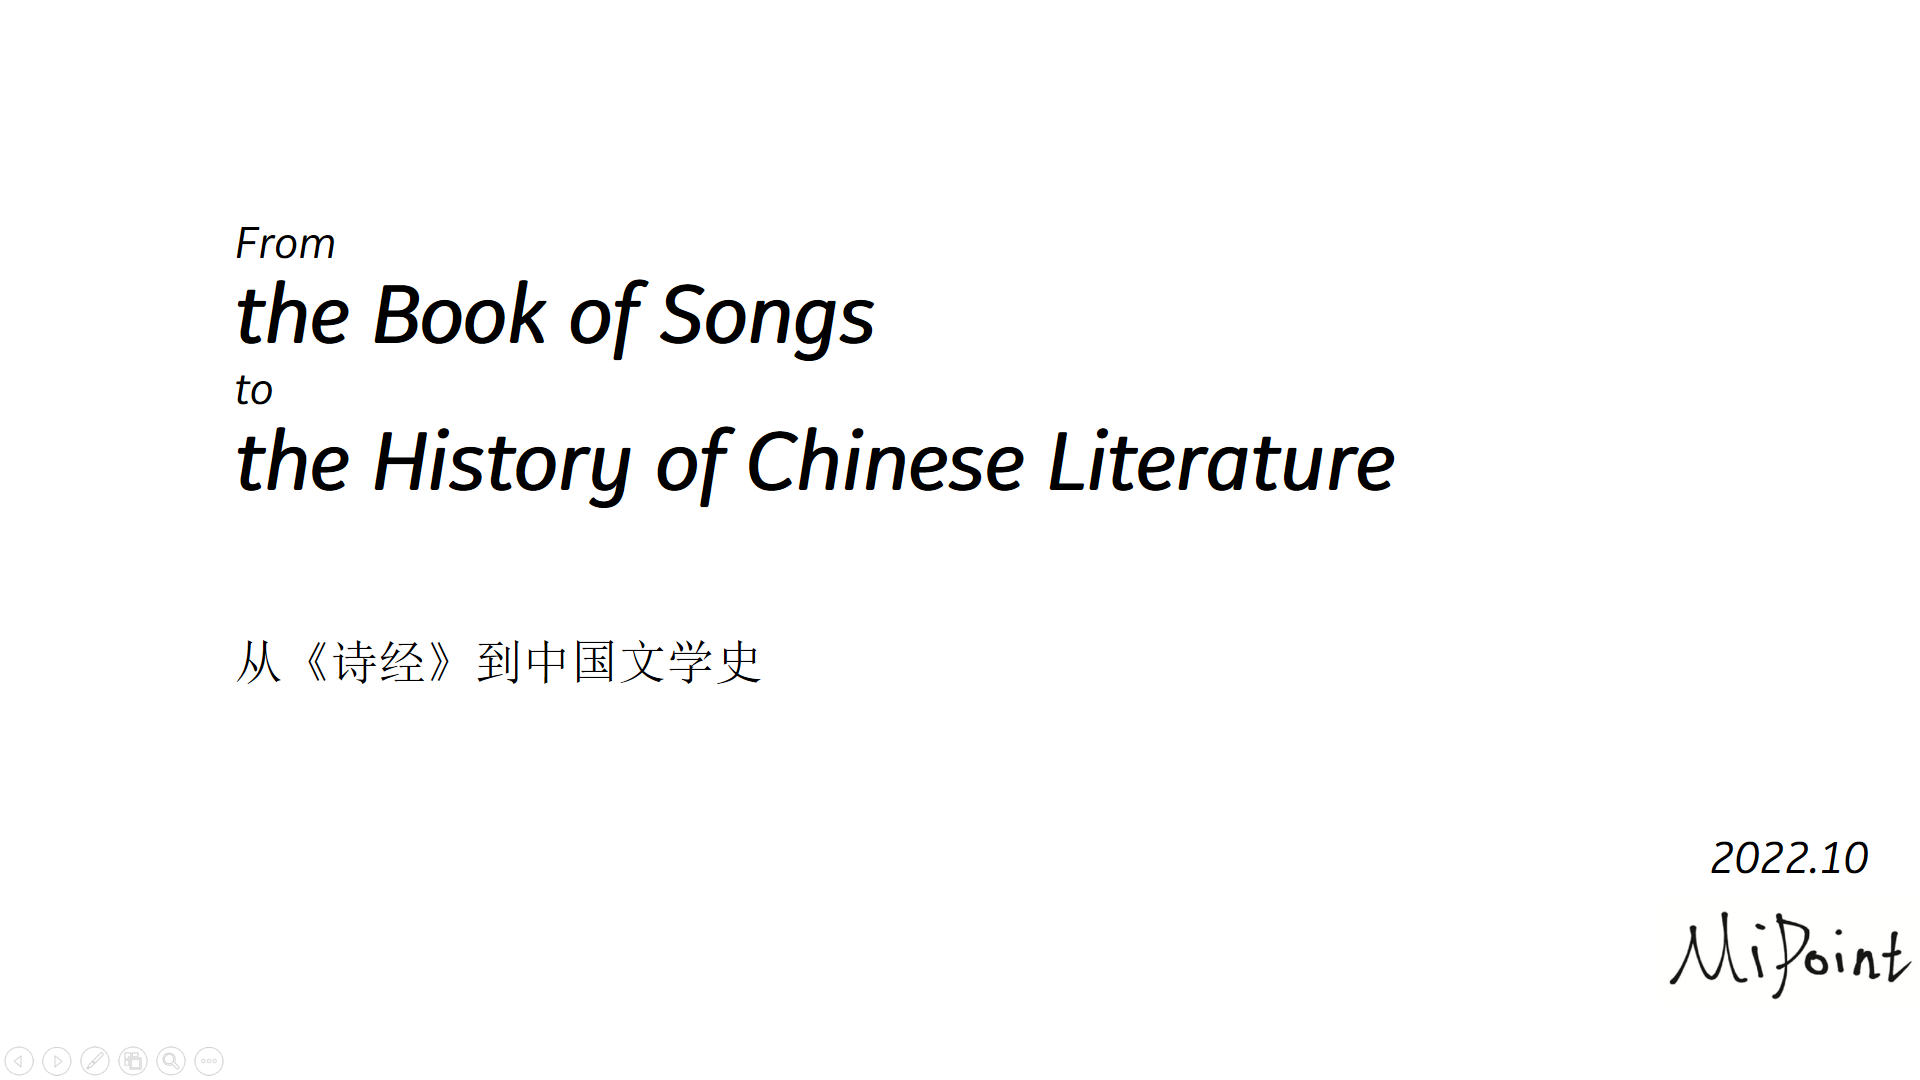 From
the Book of Songs
to
the History of Chinese Literature
从《诗经》到中国文学史
2022.10
MiPoint